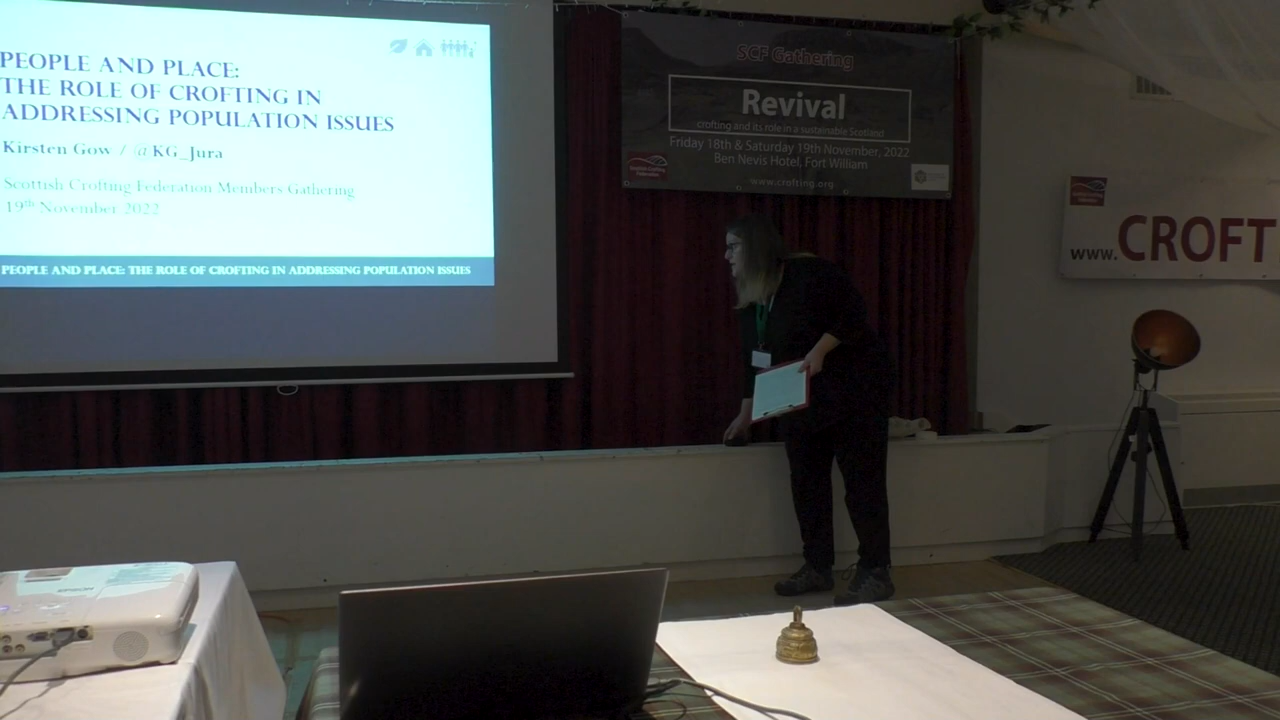 PEOPLE AND PLACE:
THE ROLE OF CROFTING IN
ADDRESSING POPULATION ISSUES
Kirsten Gow / @KG_Jura
Scottish Crofting Federation Members Gathering
19th November 2022
PEOPLE AND PLACE: THE ROLE OF CROFTING IN ADDRESSING POPULATION ISSUES
SCF Gathering
Revival
crofting and its role in a sustainable Scotland
Friday 18th & Saturday 19th November, 2022
Ben Nevis Hotel, Fort William
www.crofting.org
www.CROFT
EPSON